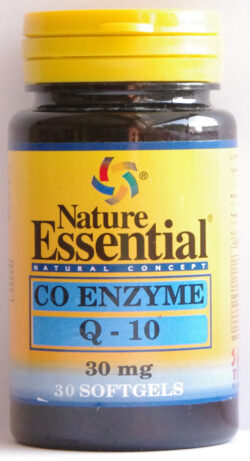 ®
Nature
Essential®
NATURAL CONCEPT
CO ENZYME
Q - 10
30 mg
30 SOFTGELS